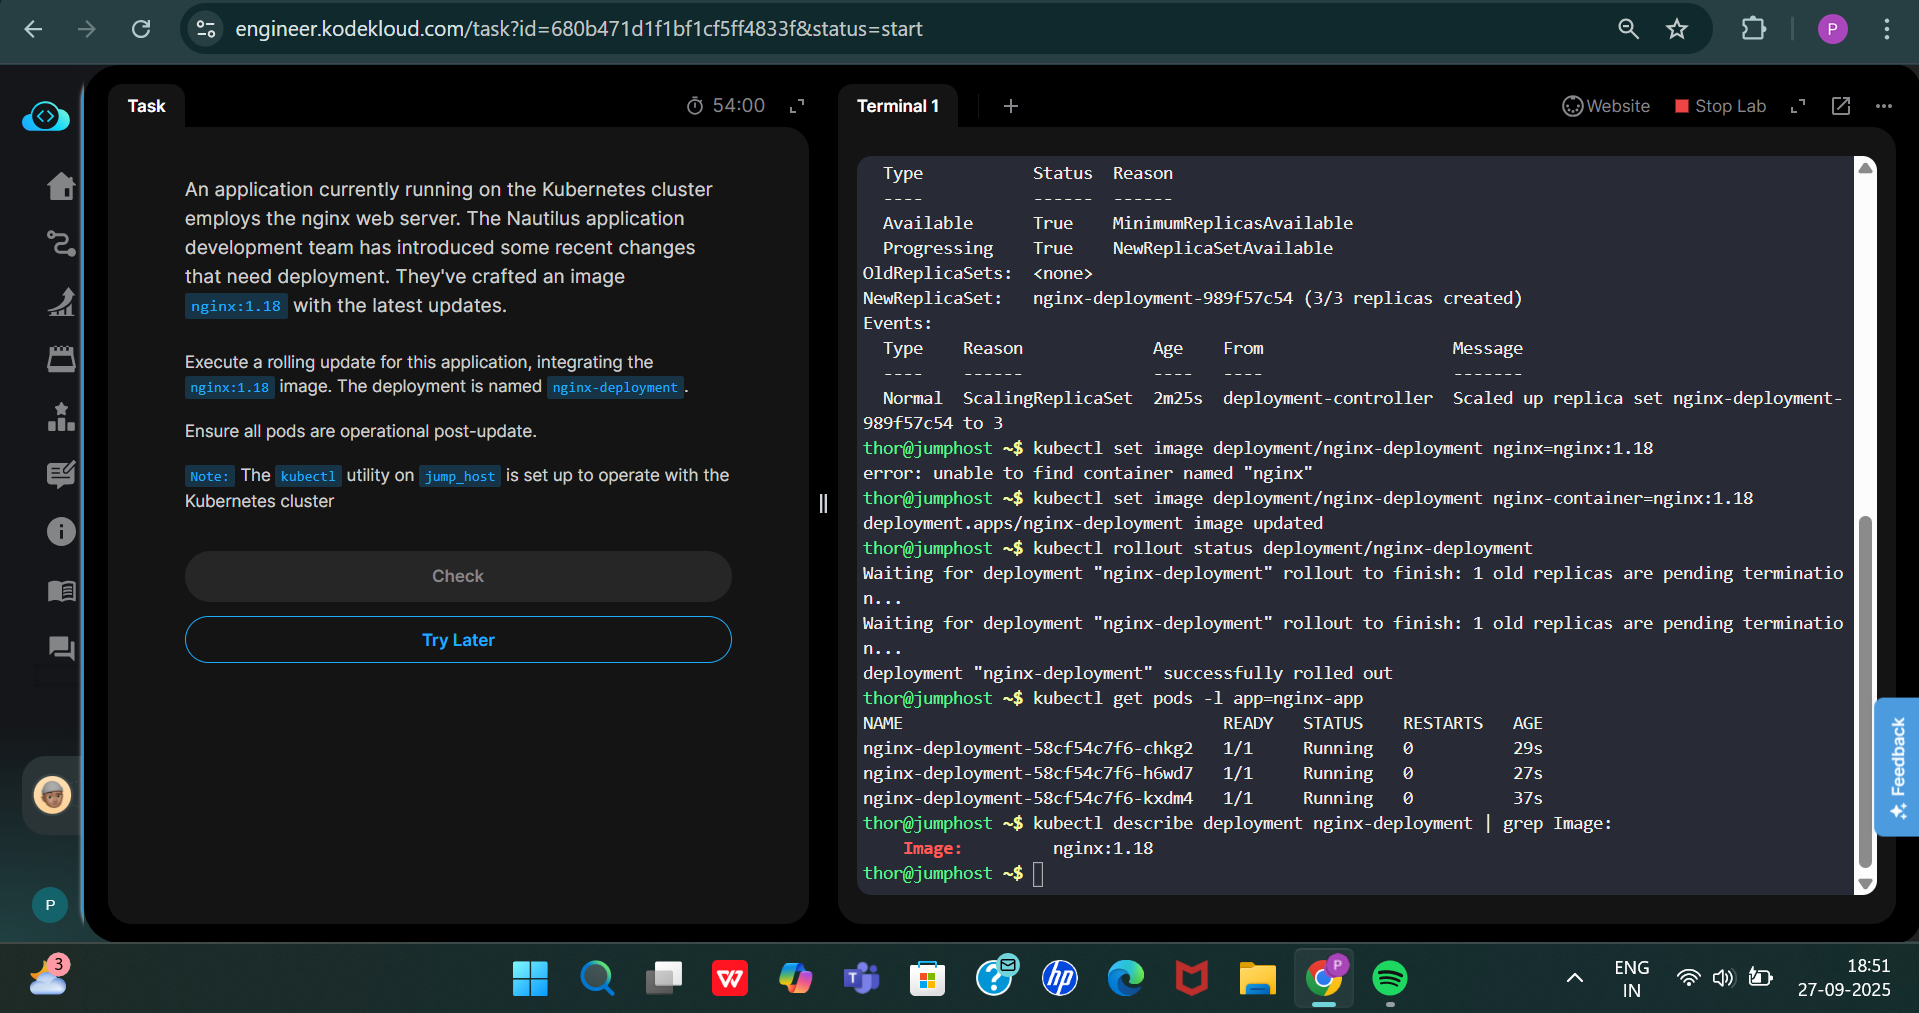 engineer.kodekloud.com/task?id=680b471d1f1bf1cf5ff4833f&status=start
P
Task
54:00
An application currently running on the Kubernetes cluster
employs the nginx web server. The Nautilus application
development team has introduced some recent changes
that need deployment. They've crafted an image
nginx:1.18 with the latest updates.
Execute a rolling update for this application, integrating the
nginx:1.18 image. The deployment is named nginx-deployment.
Ensure all pods are operational post-update.
Note: The kubectl utility on jump_host is set up to operate with the
Kubernetes cluster
Check
Try Later
P
Terminal 1
+
Website
Stop Lab
Type Status Reason
---- ------ ------
Available True MinimumReplicasAvailable
Progressing True NewReplicaSetAvailable
OldReplicaSets: <none>
NewReplicaSet: nginx-deployment-989f57c54 (3/3 replicas created)
Events:
Type Reason Age From Message
---- ------ ---- ---- -------
Normal ScalingReplicaSet 2m25s deployment-controller Scaled up replica set nginx-deployment-
989f57c54 to 3
thor@jumphost ~$ kubectl set image deployment/nginx-deployment nginx=nginx:1.18
error: unable to find container named "nginx"
thor@jumphost ~$ kubectl set image deployment/nginx-deployment nginx-container=nginx:1.18
deployment.apps/nginx-deployment image updated
thor@jumphost ~$ kubectl rollout status deployment/nginx-deployment
Waiting for deployment "nginx-deployment" rollout to finish: 1 old replicas are pending terminatio
n...
Waiting for deployment "nginx-deployment" rollout to finish: 1 old replicas are pending terminatio
n...
deployment "nginx-deployment" successfully rolled out
thor@jumphost ~$ kubectl get pods -l app=nginx-app
NAME READY STATUS RESTARTS AGE
nginx-deployment-58cf54c7f6-chkg2 1/1 Running 0 29s
nginx-deployment-58cf54c7f6-h6wd7 1/1 Running 0 27s
nginx-deployment-58cf54c7f6-kxdm4 1/1 Running 0 37s
thor@jumphost ~$ kubectl describe deployment nginx-deployment | grep Image:
Image: nginx:1.18
thor@jumphost ~$
Feedback
3
W
T
?
hp
P
ENG
IN
18:51
27-09-2025